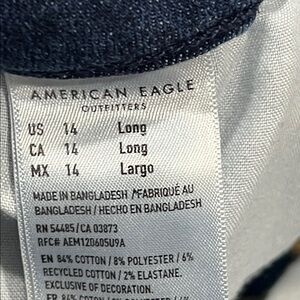 AMERICAN EAGLE
OUTFITTERS
US 14 Long
CA 14 Long
MX 14 Largo
MADE IN BANGLADESH / FABRIQUÉ AU
BANGLADESH / HECHO EN BANGLADESH
RN 54485/CA 03873
RFC# AEM120605U9A
EN 84% COTTON / 8% POLYESTER / 6%
RECYCLED COTTON / 2% ELASTANE.
EXCLUSIVE OF DECORATION.